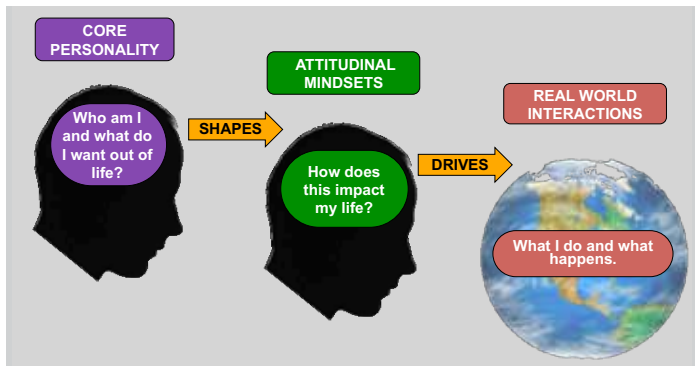 CORE
PERSONALITY
Who am I
and what do
I want out of
life?
SHAPES
ATTITUDINAL
MINDSETS
How does
this impact
my life?
DRIVES
REAL WORLD
INTERACTIONS
What I do and what
happens.